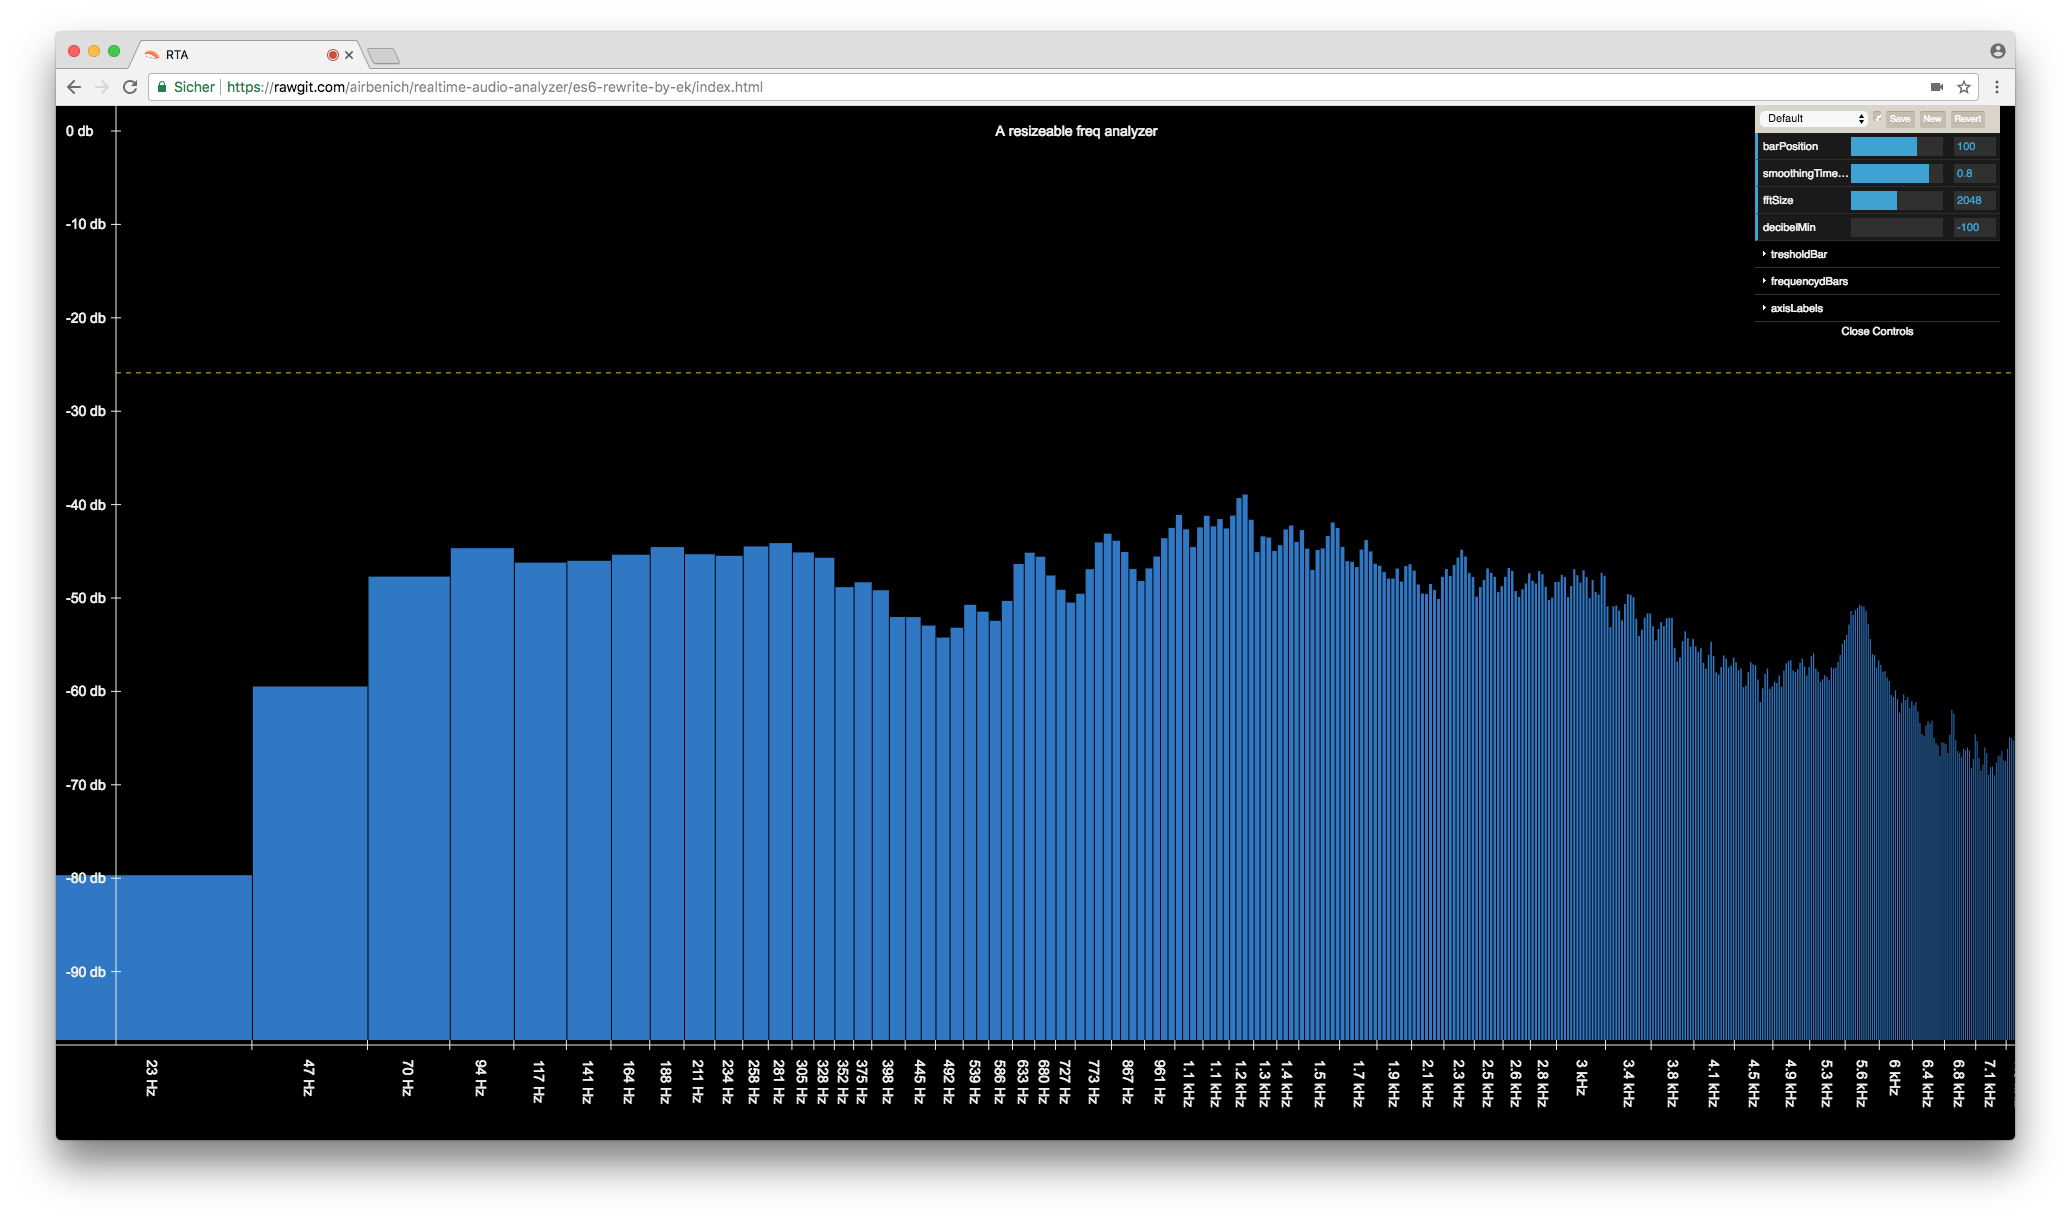 RTA
Sicher https://rawgit.com/airbenich/realtime-audio-analyzer/es6-rewrite-by-ek/index.html
A resizeable freq analyzer
Default Save New Revert
barPosition 100
smoothingTime... 0.8
fftSize 2048
decibelMin -100
tresholdBar
frequencydBars
axisLabels
Close Controls
0 db
-10 db
-20 db
-30 db
-40 db
-50 db
-60 db
-70 db
-80 db
-90 db
23 Hz
47 Hz
70 Hz
94 Hz
117 Hz
141 Hz
164 Hz
188 Hz
211 Hz
234 Hz
258 Hz
281 Hz
305 Hz
328 Hz
352 Hz
375 Hz
398 Hz
445 Hz
492 Hz
539 Hz
586 Hz
633 Hz
680 Hz
727 Hz
773 Hz
867 Hz
961 Hz
1.1 kHz
1.1 kHz
1.2 kHz
1.3 kHz
1.4 kHz
1.5 kHz
1.7 kHz
1.9 kHz
2.1 kHz
2.3 kHz
2.5 kHz
2.6 kHz
2.8 kHz
3 kHz
3.4 kHz
3.8 kHz
4.1 kHz
4.5 kHz
4.9 kHz
5.3 kHz
5.6 kHz
6 kHz
6.4 kHz
6.8 kHz
7.1 kHz